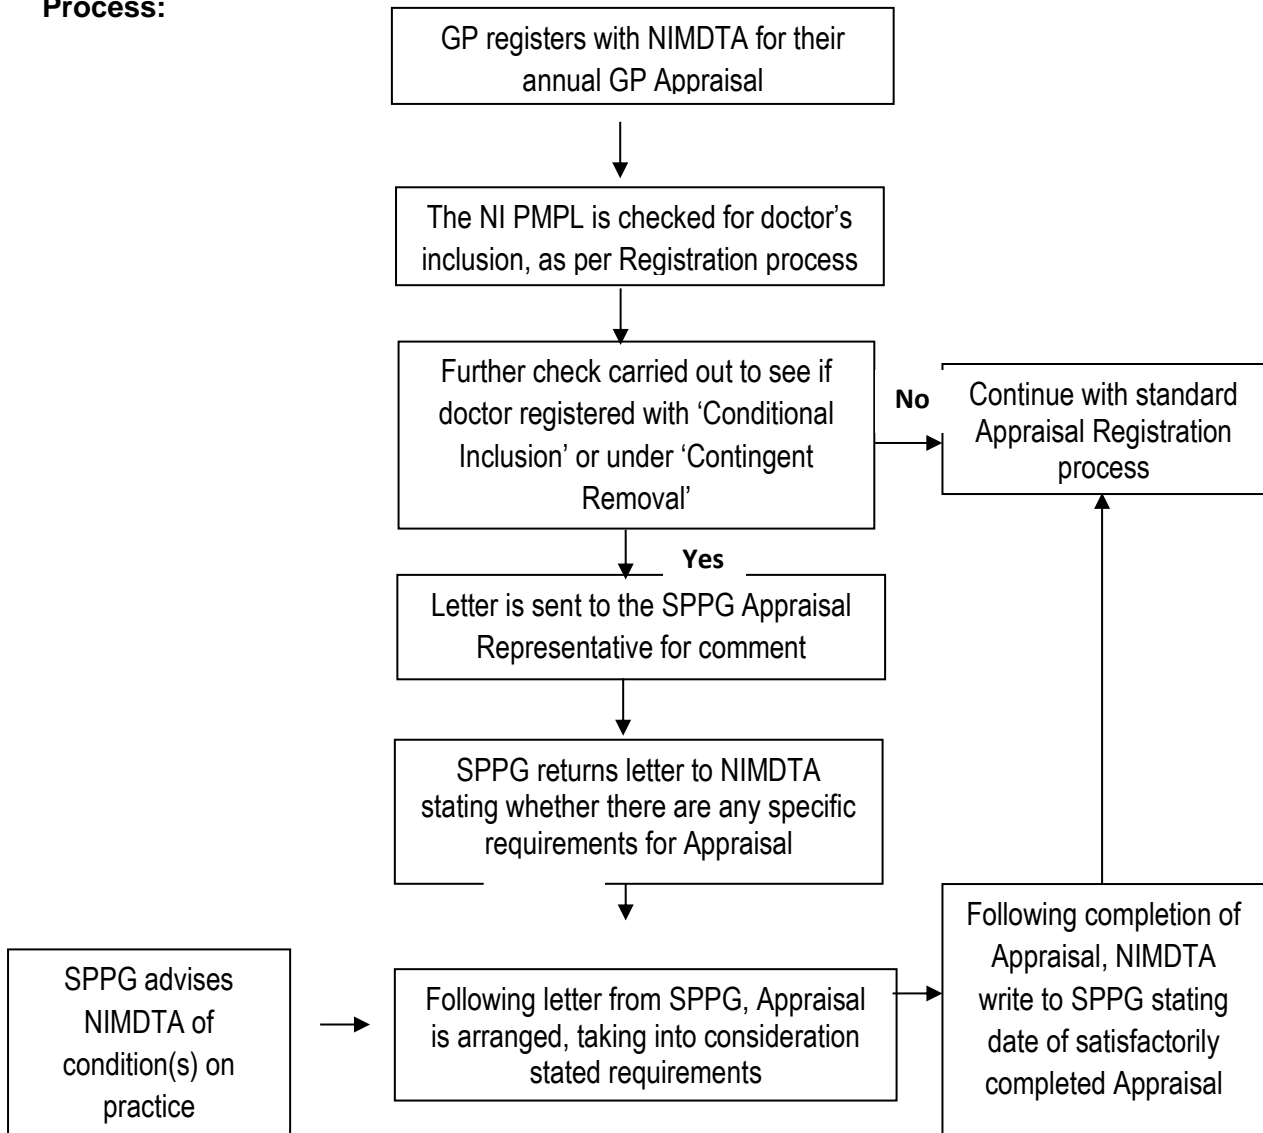 Process:
GP registers with NIMDTA for their
annual GP Appraisal
The NI PMPL is checked for doctor’s
inclusion, as per Registration process
Further check carried out to see if
doctor registered with ‘Conditional
Inclusion’ or under ‘Contingent
Removal’
No
Continue with standard
Appraisal Registration
process
Yes
Letter is sent to the SPPG Appraisal
Representative for comment
SPPG returns letter to NIMDTA
stating whether there are any specific
requirements for Appraisal
SPPG advises
NIMDTA of
condition(s) on
practice
Following letter from SPPG, Appraisal
is arranged, taking into consideration
stated requirements
Following completion of
Appraisal, NIMDTA
write to SPPG stating
date of satisfactorily
completed Appraisal